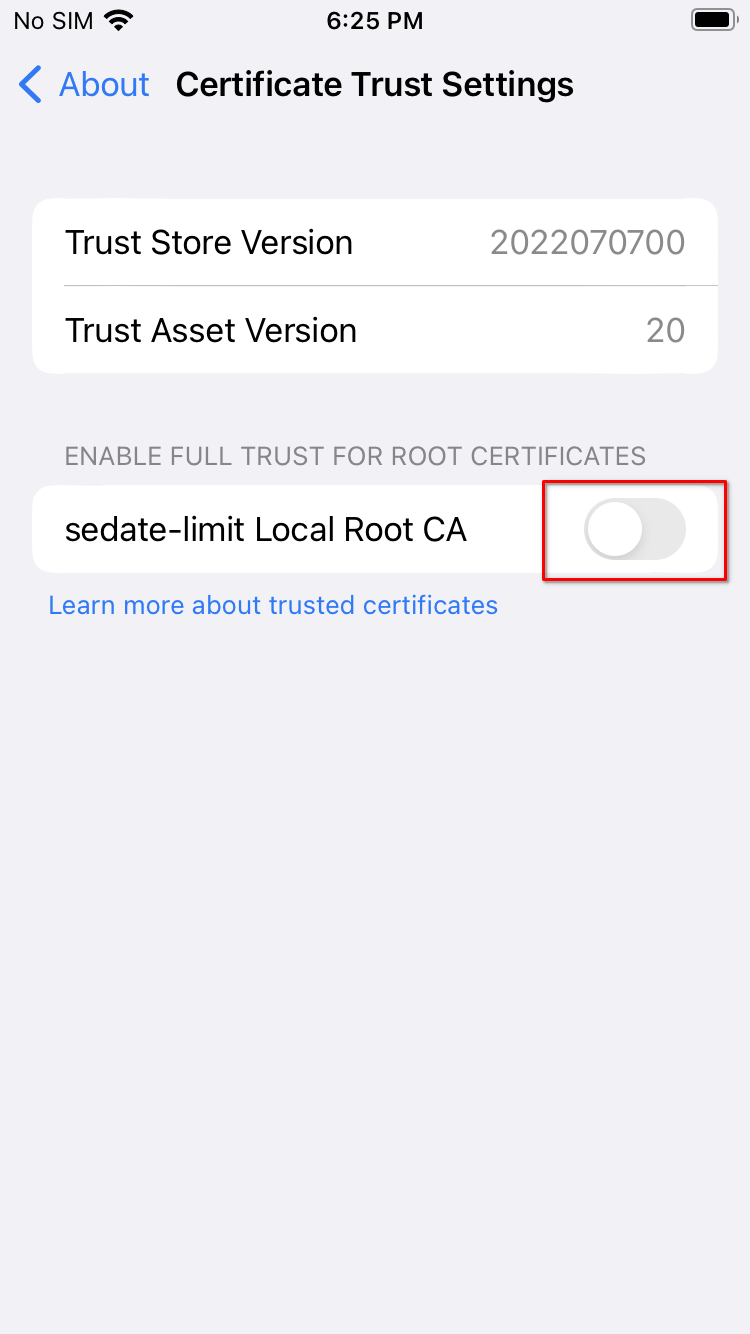 No SIM 6:25 PM
About Certificate Trust Settings
Trust Store Version 2022070700
Trust Asset Version 20
ENABLE FULL TRUST FOR ROOT CERTIFICATES
sedate-limit Local Root CA
Learn more about trusted certificates